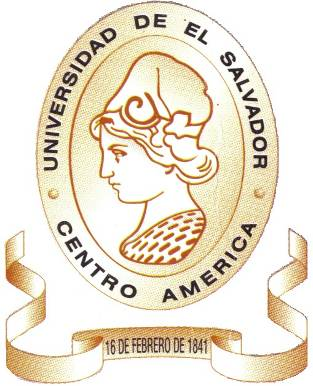 UNIVERSIDAD DE EL SALVADOR
CENTRO AMERICA
16 DE FEBRERO DE 1841